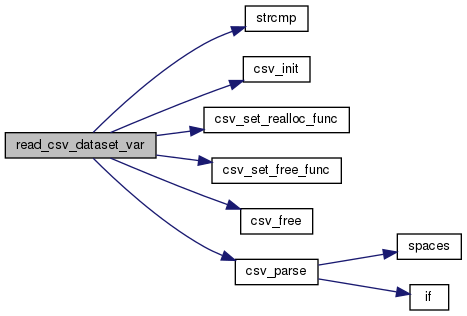 strcmp
csv_init
csv_set_realloc_func
read_csv_dataset_var
csv_set_free_func
csv_free
csv_parse
spaces
if